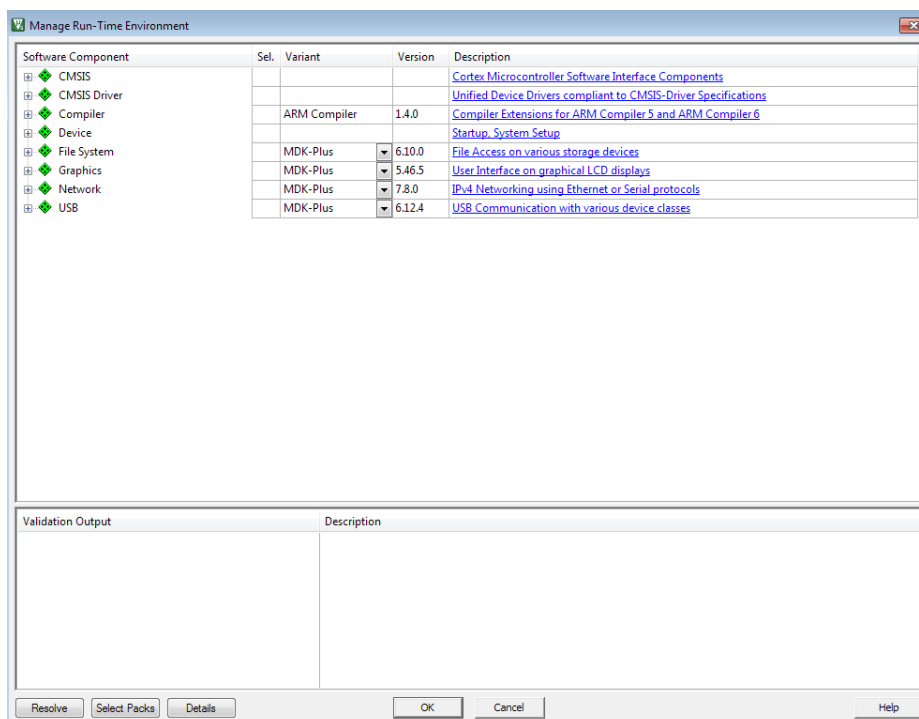 Manage Run-Time Environment
Software Component Sel. Variant Version Description
CMSIS Cortex Microcontroller Software Interface Components
CMSIS Driver Unified Device Drivers compliant to CMSIS-Driver Specifications
Compiler ARM Compiler 1.4.0 Compiler Extensions for ARM Compiler 5 and ARM Compiler 6
Device Startup, System Setup
File System MDK-Plus 6.10.0 File Access on various storage devices
Graphics MDK-Plus 5.46.5 User Interface on graphical LCD displays
Network MDK-Plus 7.8.0 IPv4 Networking using Ethernet or Serial protocols
USB MDK-Plus 6.12.4 USB Communication with various device classes
Validation Output Description
Resolve Select Packs Details OK Cancel Help